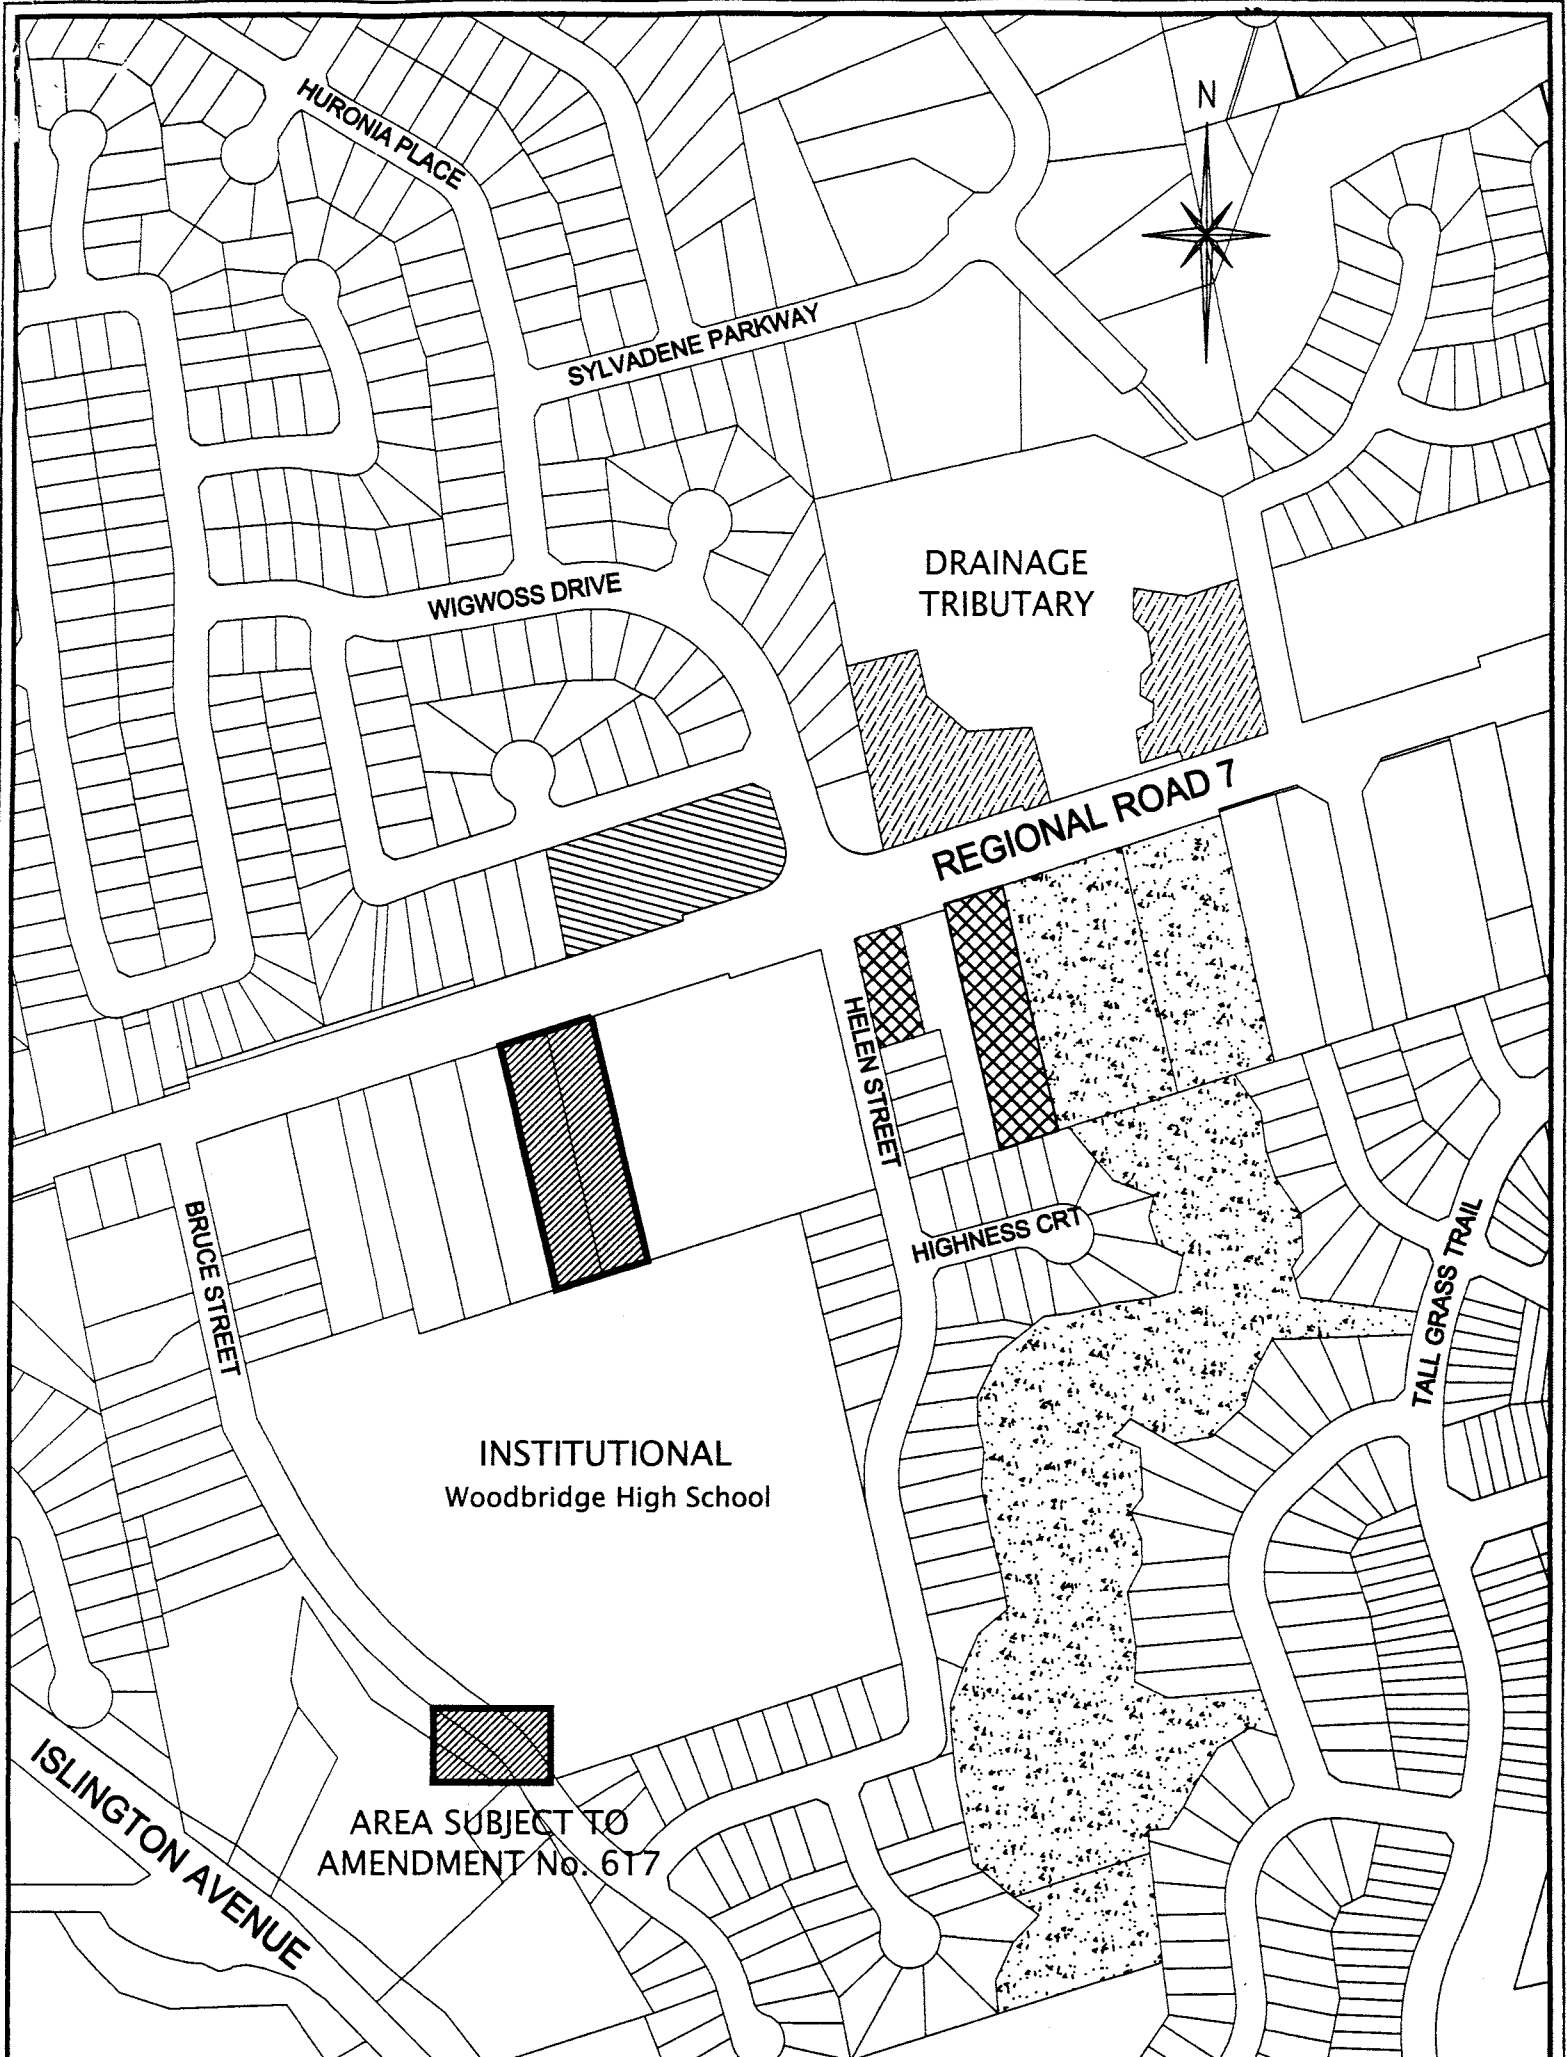 N
HURONIA PLACE
SYLVADENE PARKWAY
DRAINAGE
TRIBUTARY
WIGWOSS DRIVE
REGIONAL ROAD 7
HELEN STREET
BRUCE STREET
HIGHNESS CRT
TALL GRASS TRAIL
INSTITUTIONAL
Woodbridge High School
ISLINGTON AVENUE
AREA SUBJECT TO
AMENDMENT No. 617